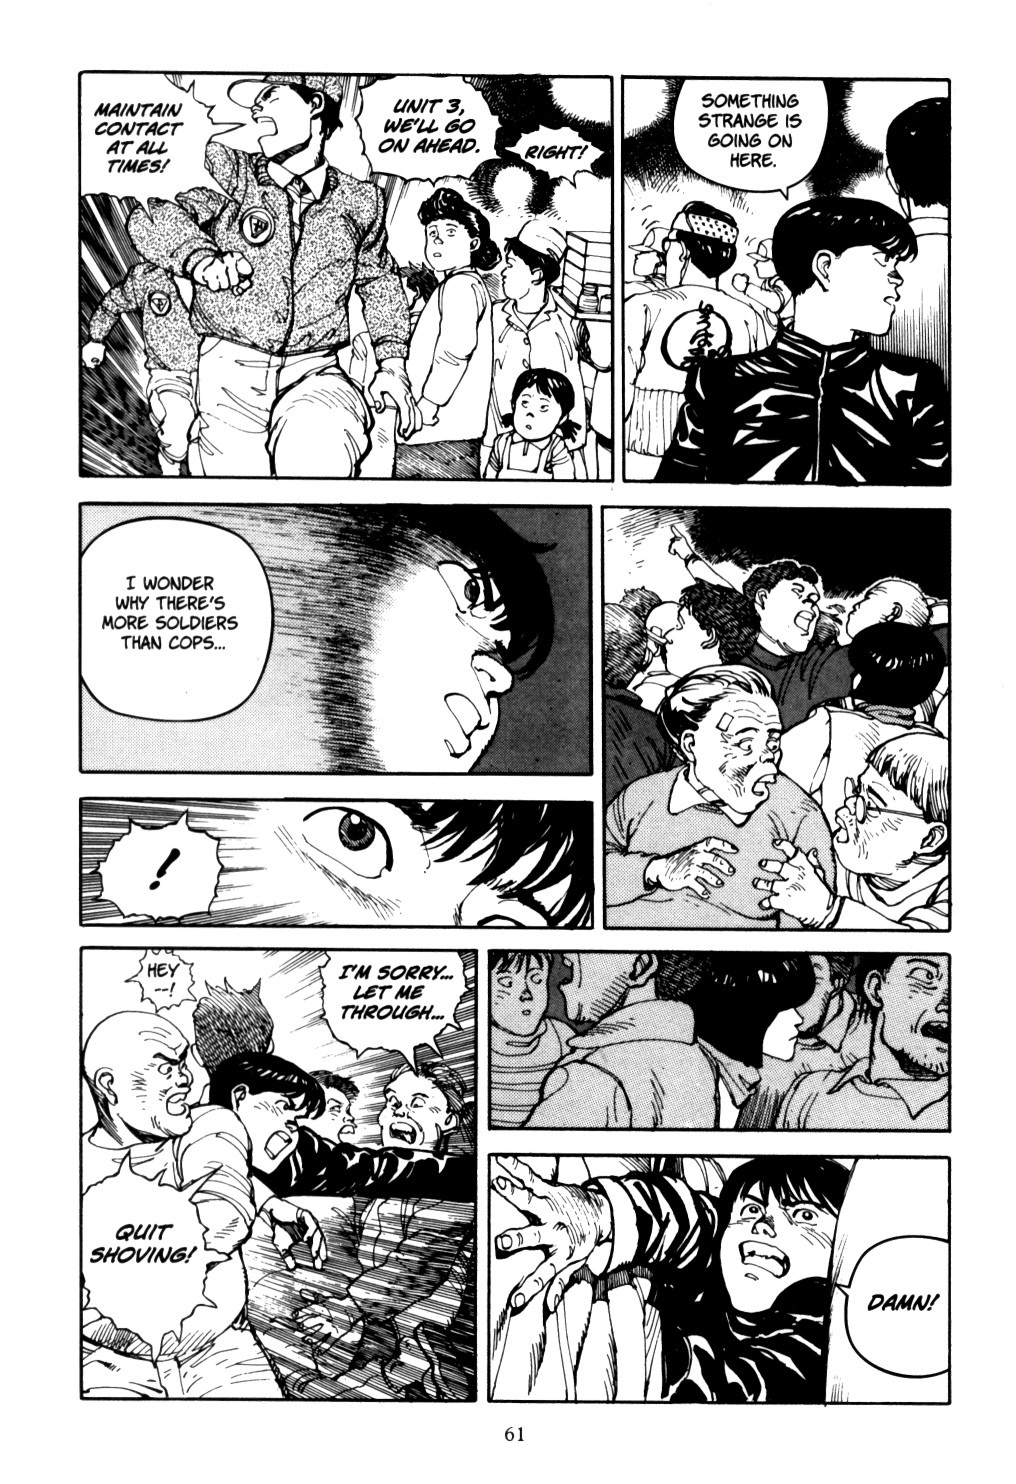 MAINTAIN
CONTACT
AT ALL
TIMES!
UNIT 3,
WE'LL GO
ON AHEAD.
RIGHT!
SOMETHING
STRANGE IS
GOING ON
HERE.
I WONDER
WHY THERE'S
MORE SOLDIERS
THAN COPS...
!
HEY
--!
I'M SORRY...
LET ME
THROUGH...
QUIT
SHOVING!
DAMN!
61